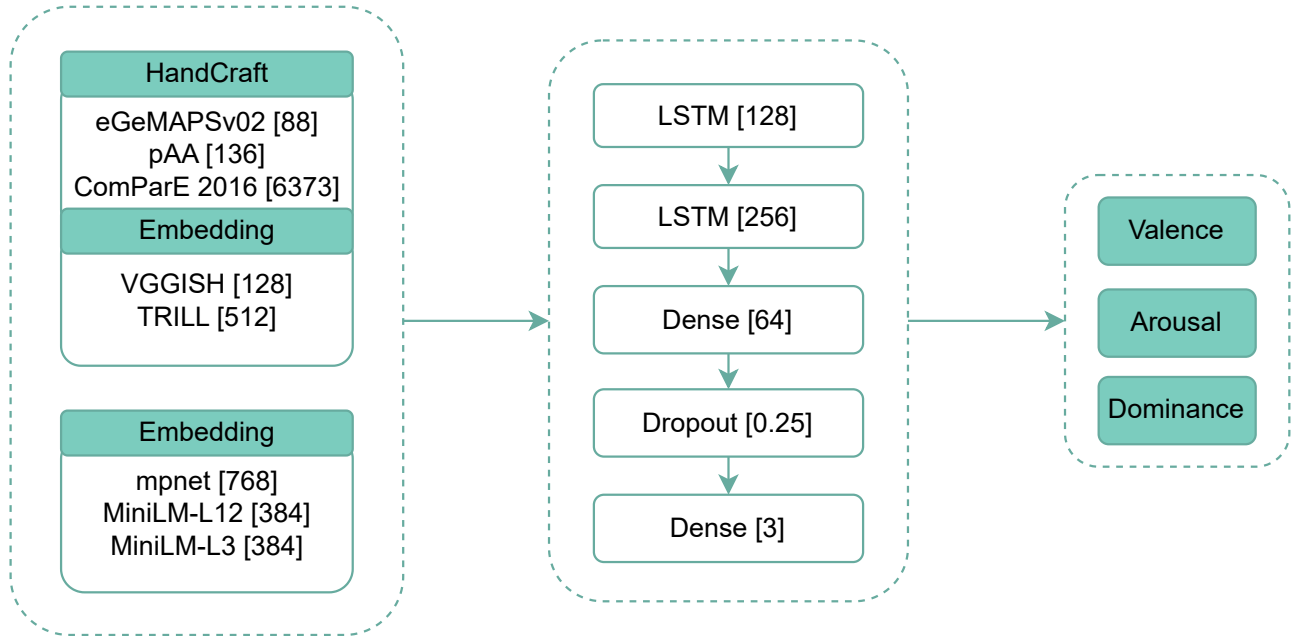 HandCraft
eGeMAPSv02 [88]
pAA [136]
ComParE 2016 [6373]
Embedding
VGGISH [128]
TRILL [512]
Embedding
mpnet [768]
MiniLM-L12 [384]
MiniLM-L3 [384]
LSTM [128]
LSTM [256]
Dense [64]
Dropout [0.25]
Dense [3]
Valence
Arousal
Dominance